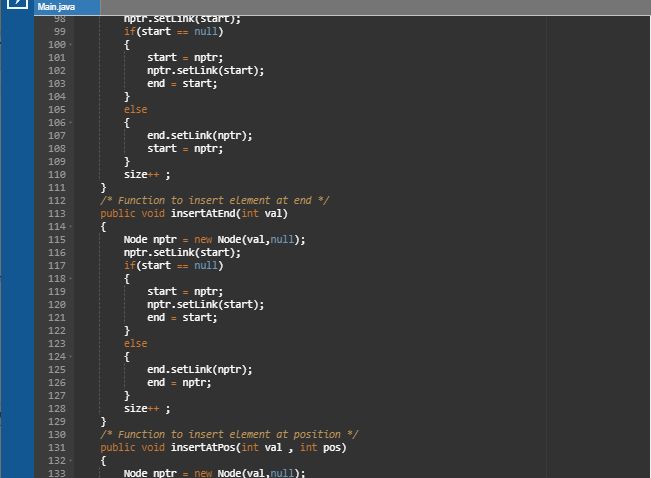 Main.java
98 nptr.setLink(start);
99 if(start == null)
100 {
101 start = nptr;
102 nptr.setLink(start);
103 end = start;
104 }
105 else
106 {
107 end.setLink(nptr);
108 start = nptr;
109 }
110 size++ ;
111 }
112 /* Function to insert element at end */
113 public void insertAtEnd(int val)
114 {
115 Node nptr = new Node(val,null);
116 nptr.setLink(start);
117 if(start == null)
118 {
119 start = nptr;
120 nptr.setLink(start);
121 end = start;
122 }
123 else
124 {
125 end.setLink(nptr);
126 end = nptr;
127 }
128 size++ ;
129 }
130 /* Function to insert element at position */
131 public void insertAtPos(int val , int pos)
132 {
133 Node nptr = new Node(val,null);